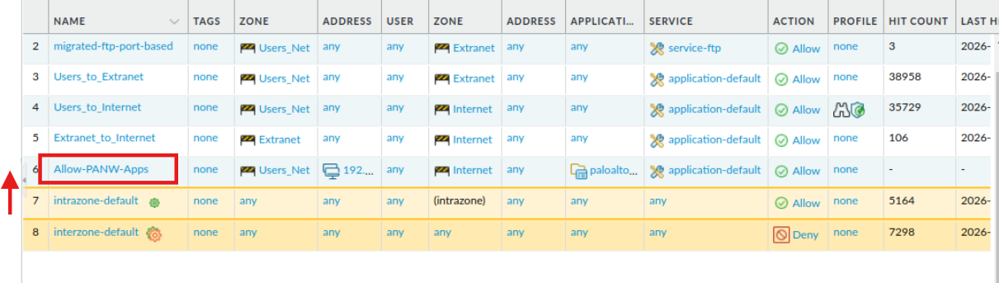 NAME TAGS ZONE ADDRESS USER ZONE ADDRESS APPLICATI... SERVICE ACTION PROFILE HIT COUNT LAST H
2 migrated-ftp-port-based none Users_Net any any Extranet any any service-ftp Allow none 3 2026-
3 Users_to_Extranet none Users_Net any any Extranet any any application-default Allow none 38958 2026-
4 Users_to_Internet none Users_Net any any Internet any any application-default Allow 35729 2026-
5 Extranet_to_Internet none Extranet any any Internet any any application-default Allow none 106 2026-
6 Allow-PANW-Apps none Users_Net 192.... any Internet any paloalto... application-default Allow none - -
7 intrazone-default none any any any (intrazone) any any any Allow none 5164 2026-
8 interzone-default none any any any any any any any Deny none 7298 2026-